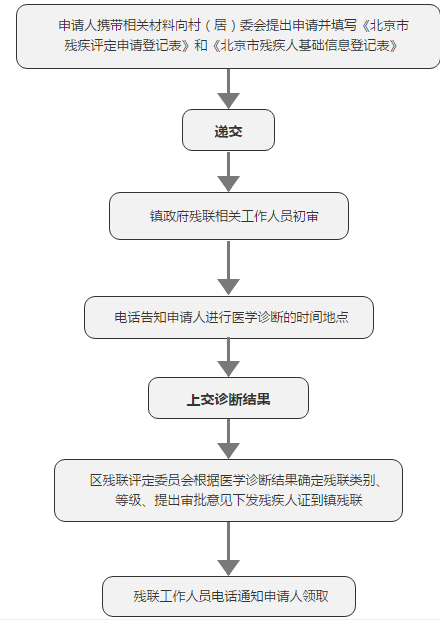 申请人携带相关材料向村（居）委会提出申请并填写《北京市
残疾评定申请登记表》和《北京市残疾人基础信息登记表》
递交
镇政府残联相关工作人员初审
电话告知申请人进行医学诊断的时间地点
上交诊断结果
区残联评定委员会根据医学诊断结果确定残联类别、
等级、提出审批意见下发残疾人证到镇残联
残联工作人员电话通知申请人领取